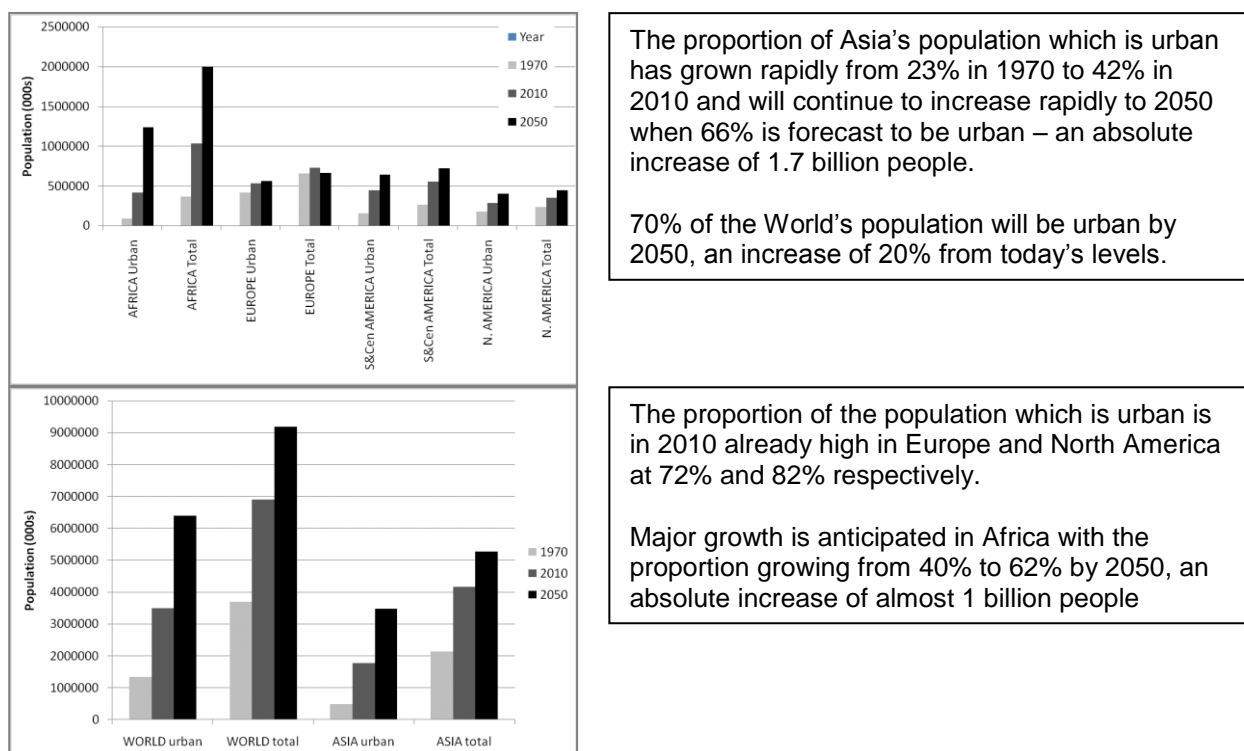 2500000
2000000
1500000
1000000
500000
0
Population (000s)
Year
1970
2010
2050
AFRICA Urban
AFRICA Total
EUROPE Urban
EUROPE Total
S&Cen AMERICA Urban
S&Cen AMERICA Total
N. AMERICA Urban
N. AMERICA Total
The proportion of Asia's population which is urban
has grown rapidly from 23% in 1970 to 42% in
2010 and will continue to increase rapidly to 2050
when 66% is forecast to be urban – an absolute
increase of 1.7 billion people.
70% of the World's population will be urban by
2050, an increase of 20% from today's levels.
10000000
9000000
8000000
7000000
6000000
5000000
4000000
3000000
2000000
1000000
0
Population (000s)
1970
2010
2050
WORLD urban
WORLD total
ASIA urban
ASIA total
The proportion of the population which is urban is
in 2010 already high in Europe and North America
at 72% and 82% respectively.
Major growth is anticipated in Africa with the
proportion growing from 40% to 62% by 2050, an
absolute increase of almost 1 billion people